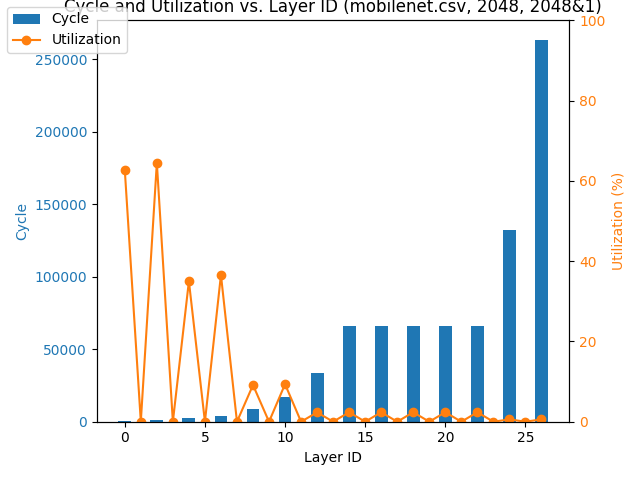 Cycle and Utilization vs. Layer ID (mobilenet.csv, 2048, 2048&1)
Cycle
Utilization
250000
200000
150000
100000
50000
0
Cycle
100
80
60
40
20
0
Utilization (%)
0 5 10 15 20 25
Layer ID